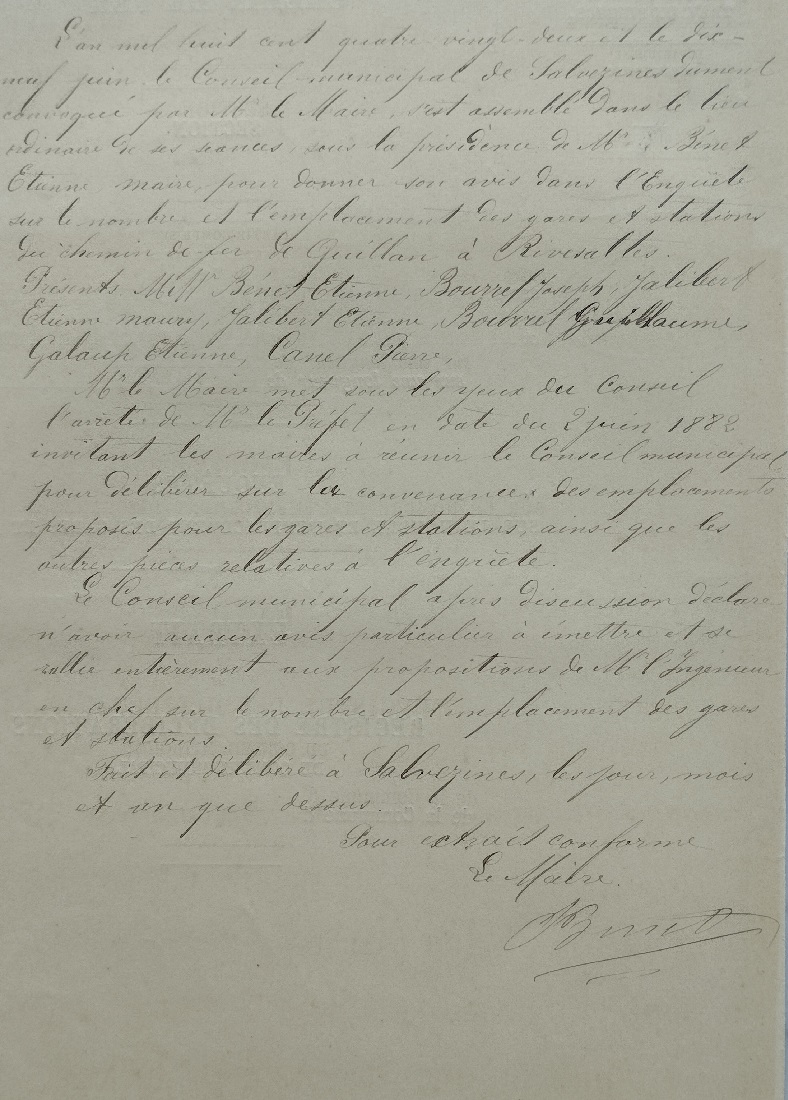 L'an mil huit cent quatre-vingt-deux et le dix-
neuf juin, le Conseil municipal de Salvezines dument
convoqué par Mr le Maire, s'est assemblé dans le lieu
ordinaire de ses séances, sous la présidence de Mr Bénet
Etienne, maire, pour donner son avis dans l'Enquête
sur le nombre et l'emplacement des gares et stations
du chemin de fer de Quillan à Rivesaltes.
Présents MM. Bénet Etienne, Bourrel Joseph, Jalibert
Etienne maury, Jalibert Etienne, Bourrel Guillaume,
Galaup Etienne, Canel Pierre,
Mr le Maire met sous les yeux du Conseil
l'arrêté de Mr le Préfet en date du 2 juin 1882
invitant les maires à réunir le Conseil municipal
pour délibérer sur les convenances des emplacements
proposés pour les gares et stations, ainsi que les
autres pièces relatives à l'enquête.
Le Conseil municipal après discussion déclare
n'avoir aucun avis particulier à émettre et se
rallie entièrement aux propositions de Mr l'Ingénieur
en chef sur le nombre et l'emplacement des gares
et stations.
Fait et délibéré à Salvezines, les jour, mois
et an que dessus.
Pour extrait conforme
Le Maire.
Benet